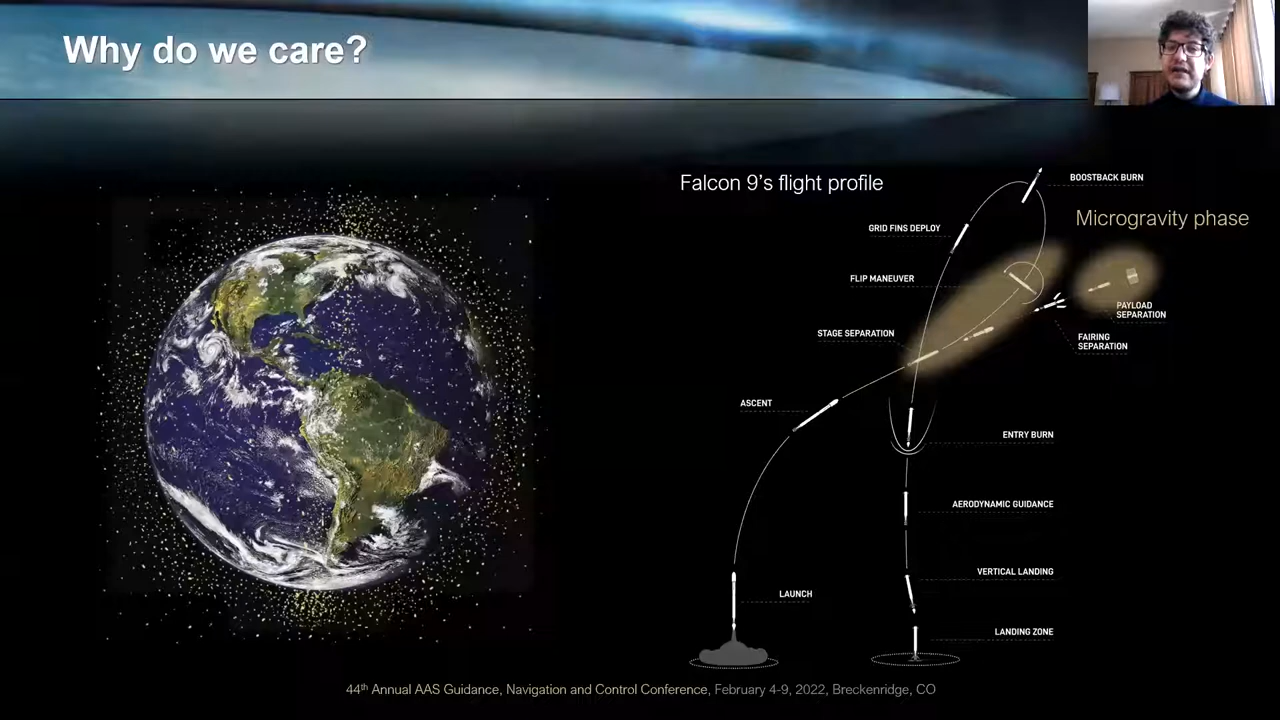 Why do we care?
Falcon 9's flight profile
BOOSTBACK BURN
Microgravity phase
GRID FINS DEPLOY
FLIP MANEUVER
PAYLOAD
SEPARATION
STAGE SEPARATION
FAIRING
SEPARATION
ASCENT
ENTRY BURN
AERODYNAMIC GUIDANCE
VERTICAL LANDING
LAUNCH
LANDING ZONE
44th Annual AAS Guidance, Navigation and Control Conference, February 4-9, 2022, Breckenridge, CO